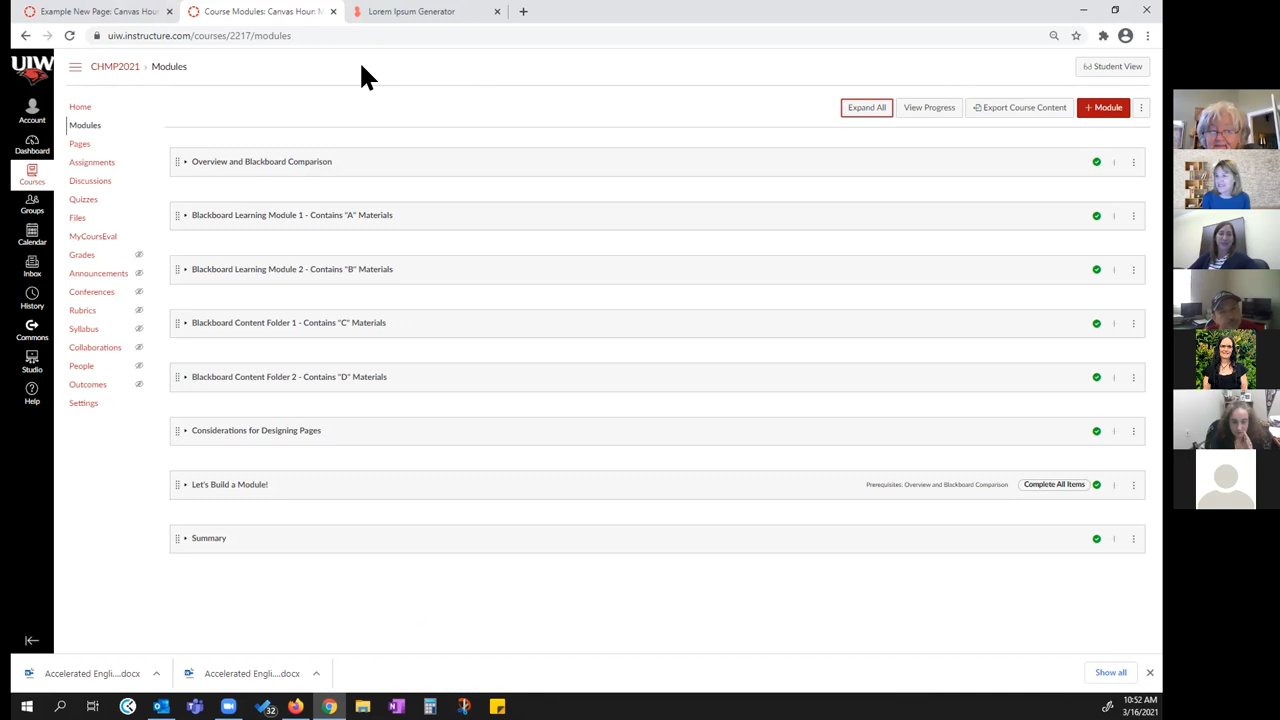 Example New Page: Canvas Hour
Course Modules: Canvas Hour: M
Lorem Ipsum Generator
uiw.instructure.com/courses/2217/modules
UIW
CHMP2021 › Modules
Student View
Account
Dashboard
Courses
Groups
Calendar
Inbox
History
Commons
Studio
Help
Home
Modules
Pages
Assignments
Discussions
Quizzes
Files
MyCoursEval
Grades
Announcements
Conferences
Rubrics
Syllabus
Collaborations
People
Outcomes
Settings
Expand All
View Progress
Export Course Content
+ Module
Overview and Blackboard Comparison
Blackboard Learning Module 1 - Contains "A" Materials
Blackboard Learning Module 2 - Contains "B" Materials
Blackboard Content Folder 1 - Contains "C" Materials
Blackboard Content Folder 2 - Contains "D" Materials
Considerations for Designing Pages
Let's Build a Module!
Prerequisites: Overview and Blackboard Comparison
Complete All Items
Summary
Accelerated Engli....docx
Accelerated Engli....docx
Show all
32
10:52 AM
3/16/2021